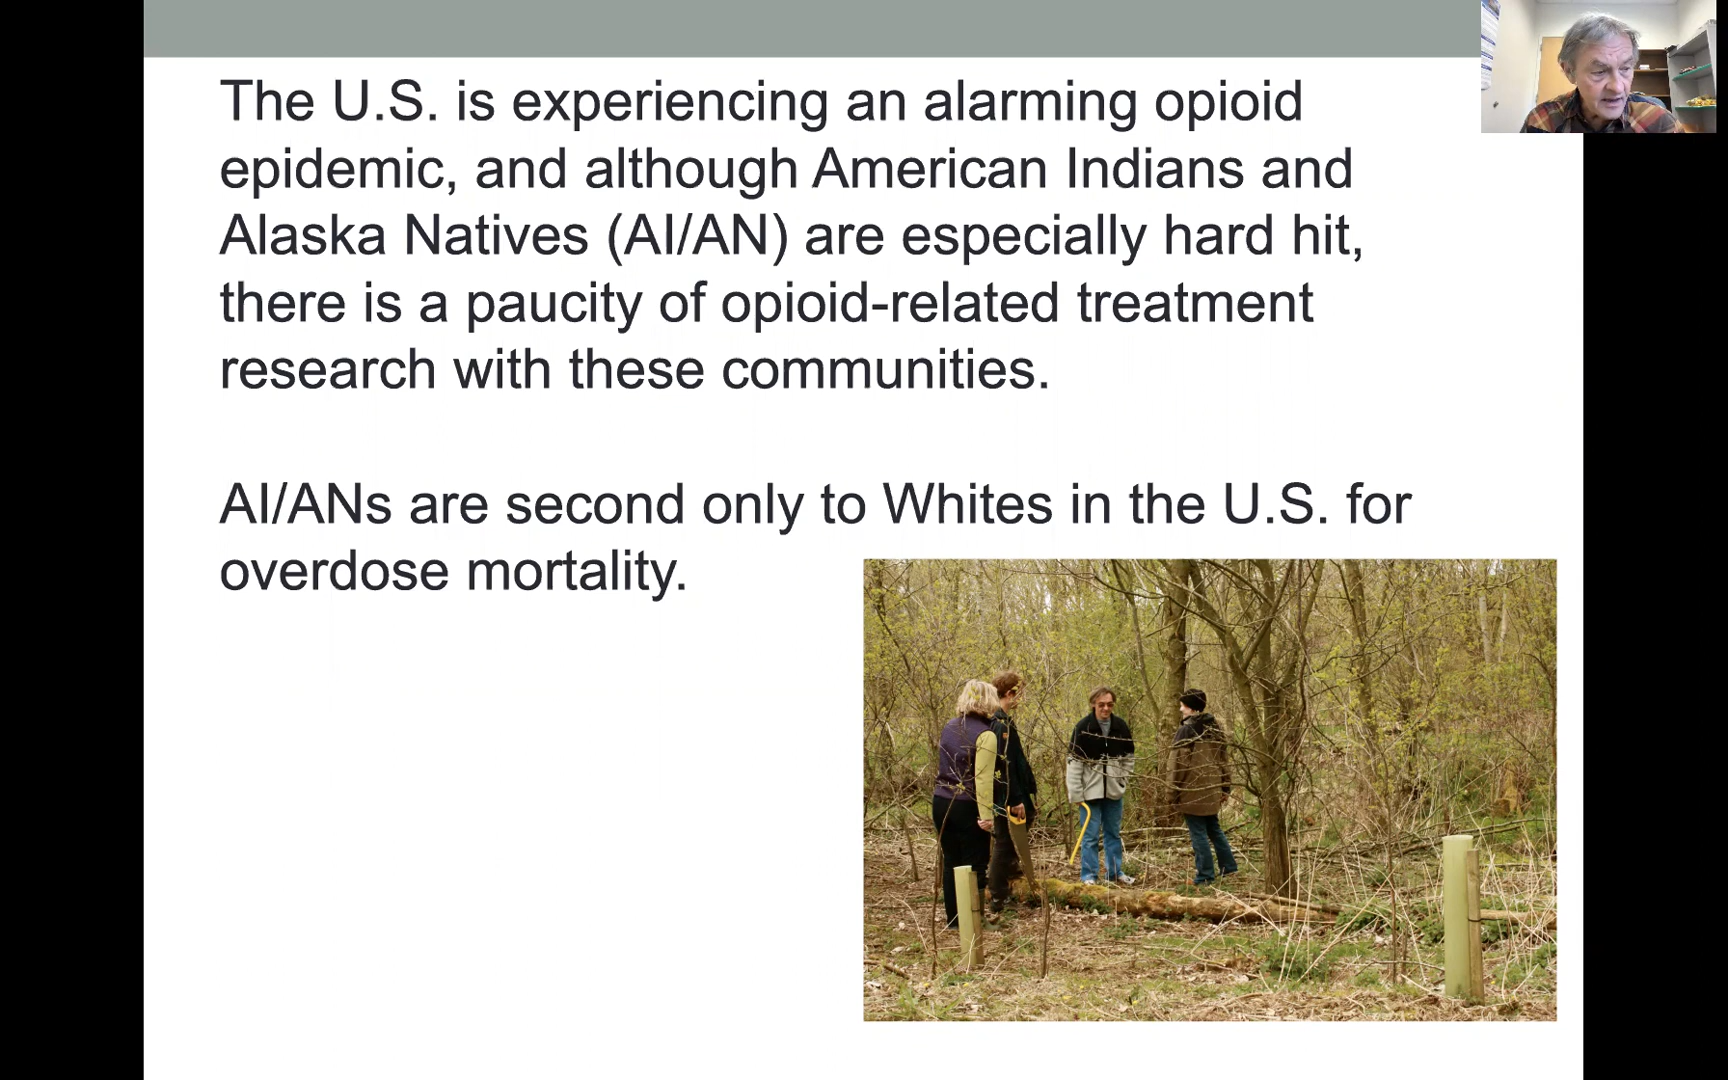 The U.S. is experiencing an alarming opioid
epidemic, and although American Indians and
Alaska Natives (AI/AN) are especially hard hit,
there is a paucity of opioid-related treatment
research with these communities.
AI/ANs are second only to Whites in the U.S. for
overdose mortality.